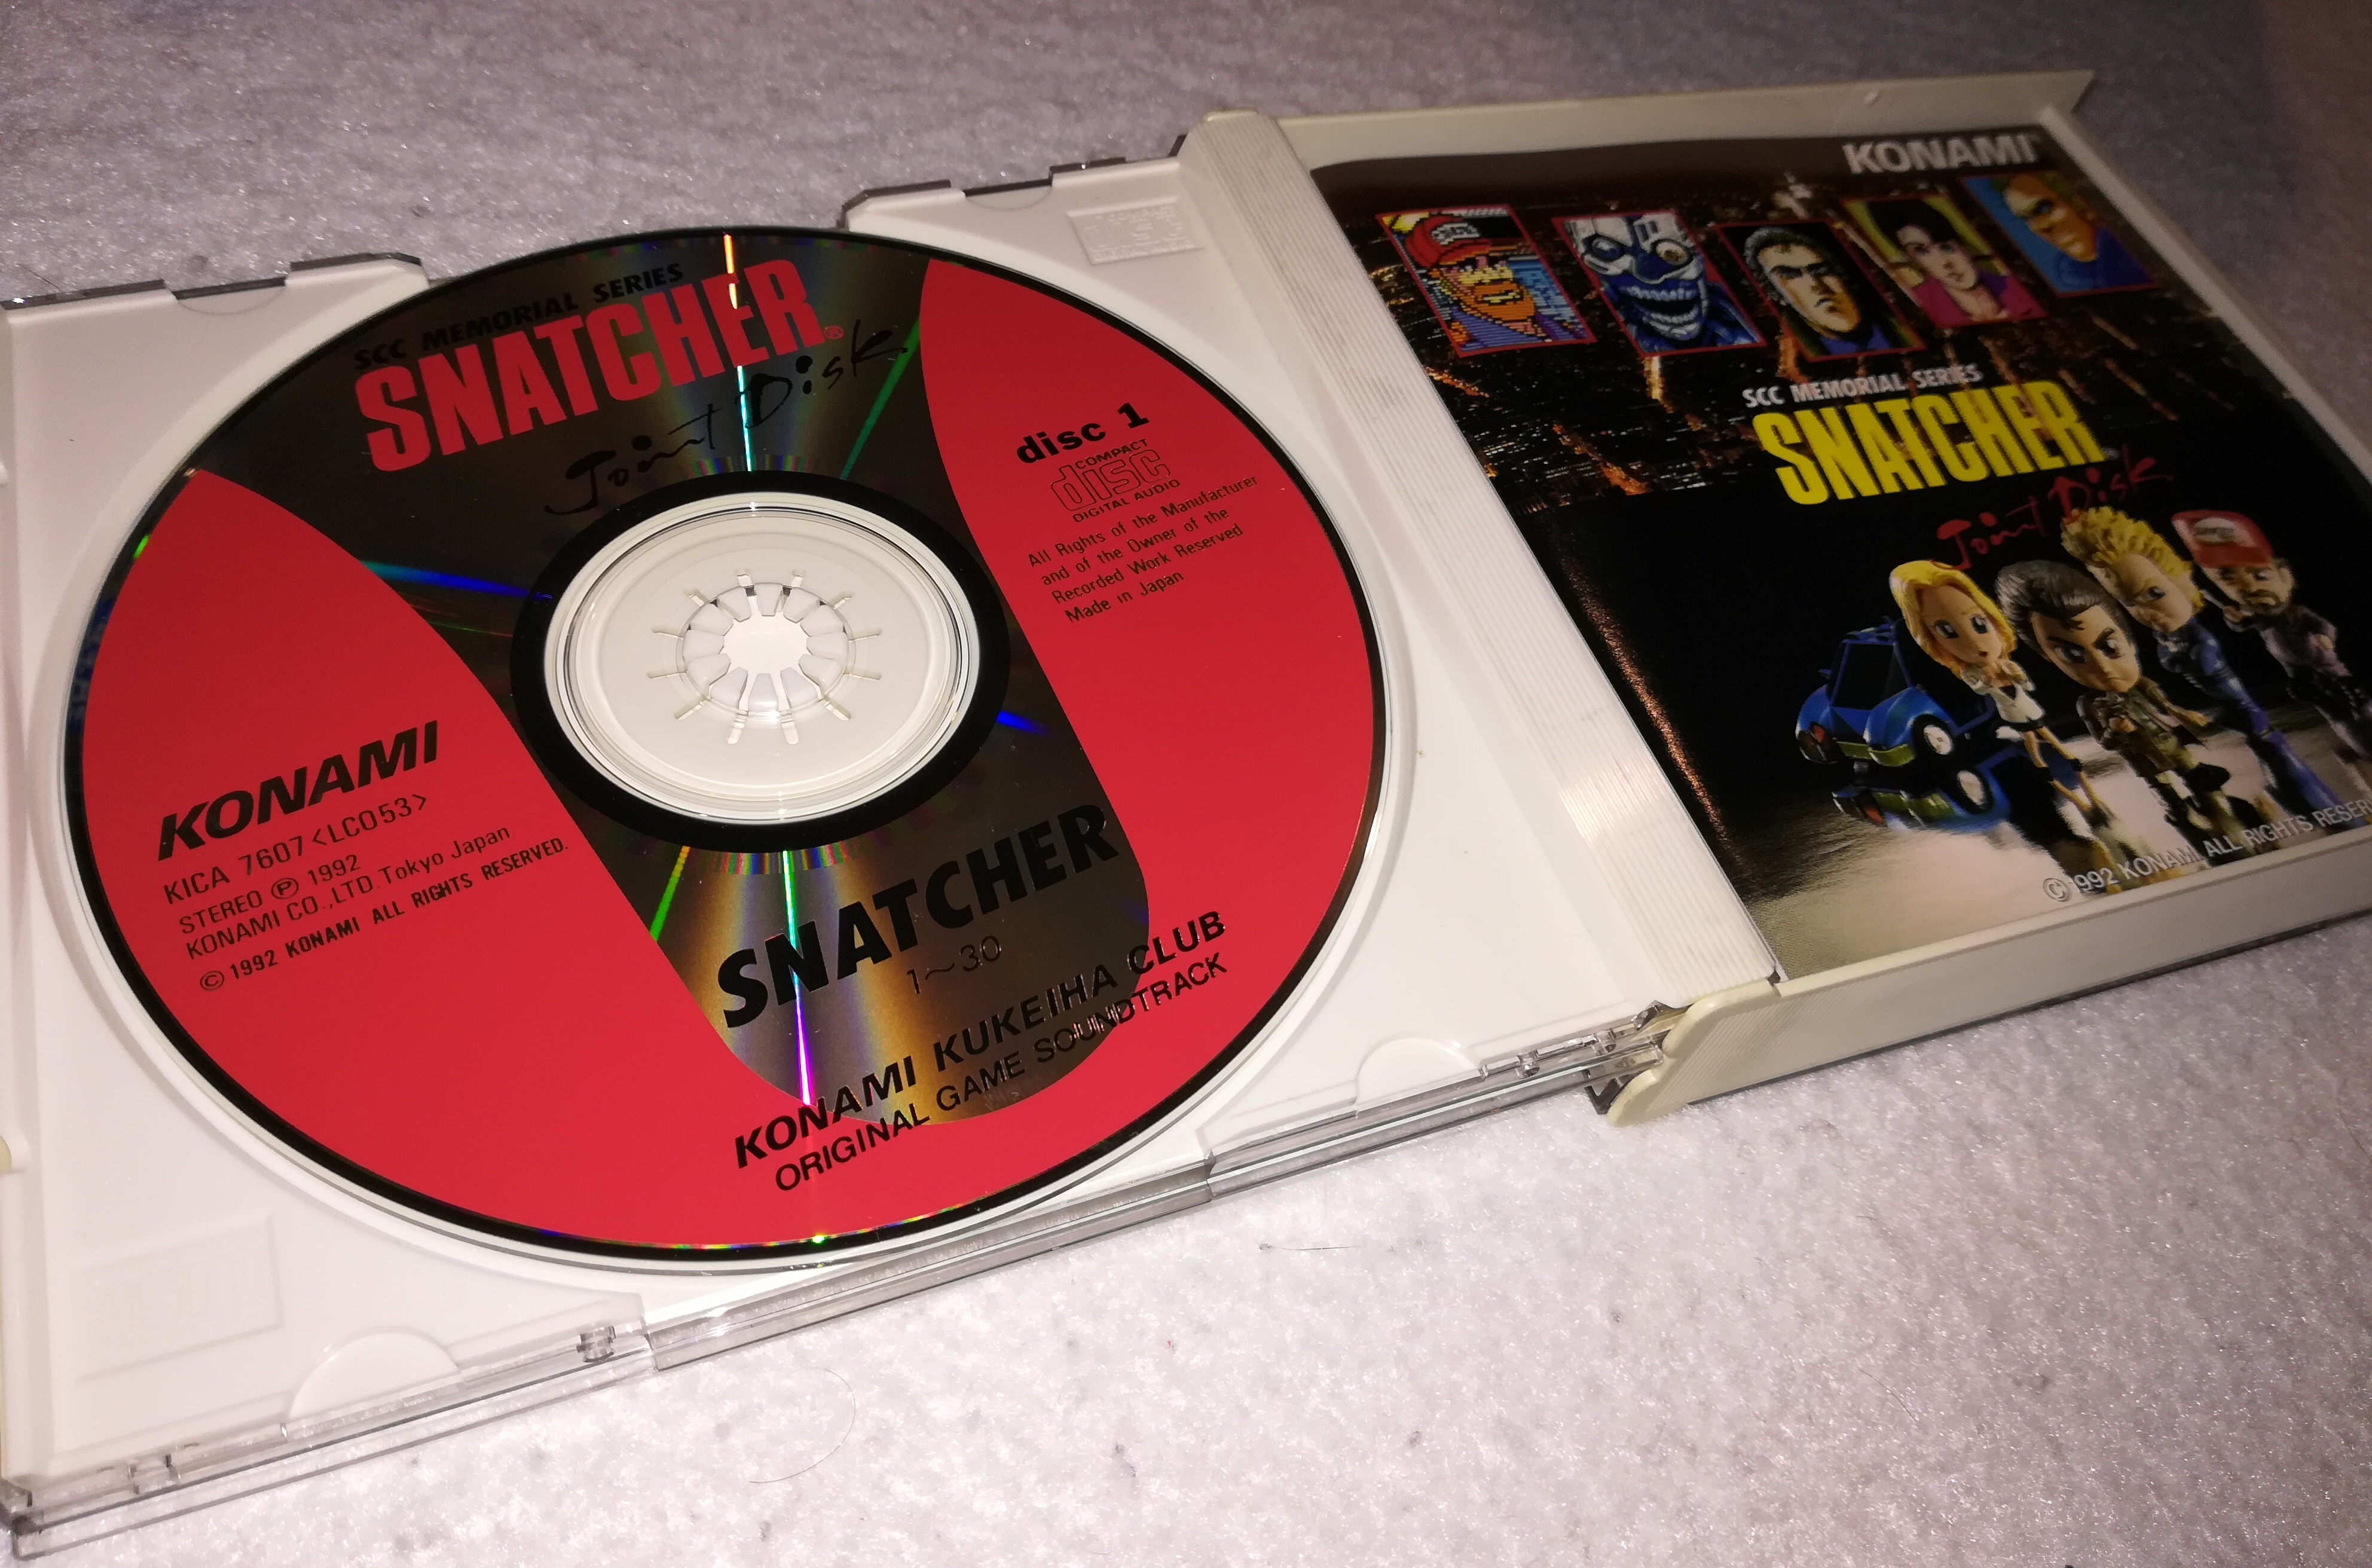 SCC MEMORIAL SERIES
SNATCHER®
Joint Disk
disc 1
COMPACT
disc
DIGITAL AUDIO
All Rights of the Manufacturer
and of the Owner of the
Recorded Work Reserved
Made in Japan
KONAMI
KICA 7607<LC053>
STEREO Ⓟ 1992
KONAMI CO.,LTD.Tokyo Japan
© 1992 KONAMI ALL RIGHTS RESERVED.
SNATCHER
1~30
KONAMI KUKEIHA CLUB
ORIGINAL GAME SOUNDTRACK
KONAMI
SCC MEMORIAL SERIES
SNATCHER
Joint Disk
© 1992 KONAMI ALL RIGHTS RESER